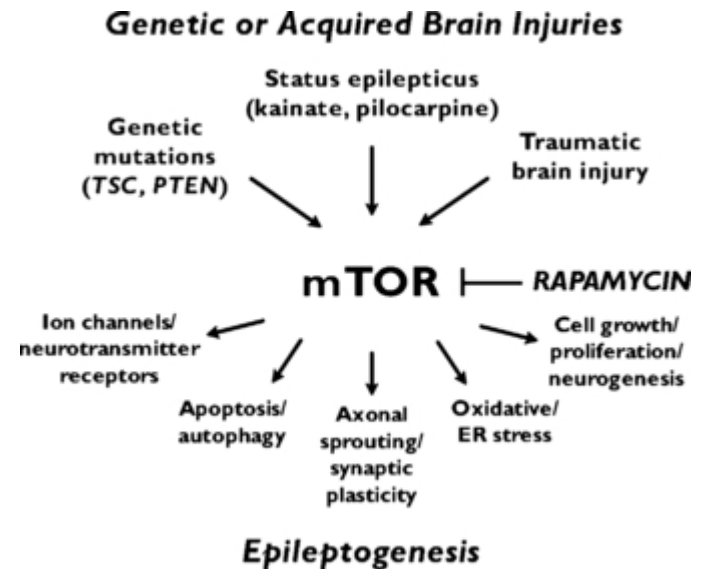 Genetic or Acquired Brain Injuries
Status epilepticus
(kainate, pilocarpine)
Genetic
mutations
(TSC, PTEN)
Traumatic
brain injury
mTOR
RAPAMYCIN
Ion channels/
neurotransmitter
receptors
Apoptosis/
autophagy
Axonal
sprouting/
synaptic
plasticity
Oxidative/
ER stress
Cell growth/
proliferation/
neurogenesis
Epileptogenesis